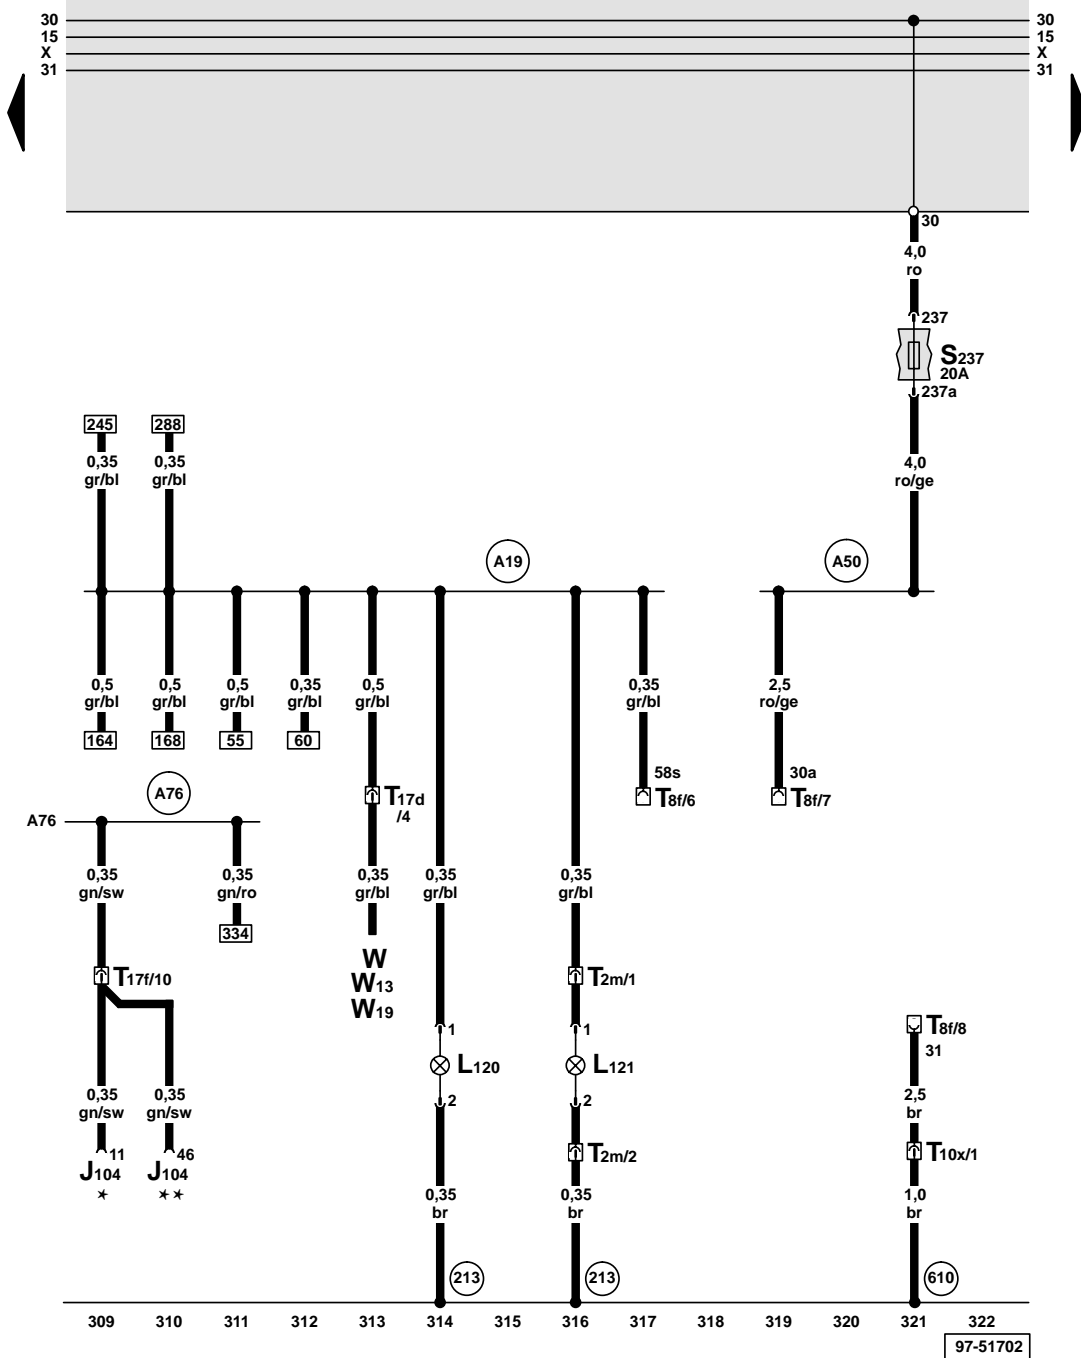 30 30
15 15
X X
31 31
30
4,0
ro
237
S237
20A
237a
245 288
0,35 0,35 4,0
gr/bl gr/bl ro/ge
A19 A50
0,5 0,5 0,5 0,35 0,5 0,35 2,5
gr/bl gr/bl gr/bl gr/bl gr/bl gr/bl ro/ge
164 168 55 60
58s 30a
A76
T17d T8f/6 T8f/7
/4
A76
0,35 0,35 0,35 0,35 0,35
gn/sw gn/ro gr/bl gr/bl gr/bl
334
W
T17f/10 T2m/1
W13
W19
1 1 T8f/8
31
L120 L121
0,35 0,35 2 2 2,5
gn/sw gn/sw br
11 46 T2m/2 T10x/1
J104 J104
★ ★★
0,35 0,35 1,0
br br br
213 213 610
309 310 311 312 313 314 315 316 317 318 319 320 321 322
97-51702